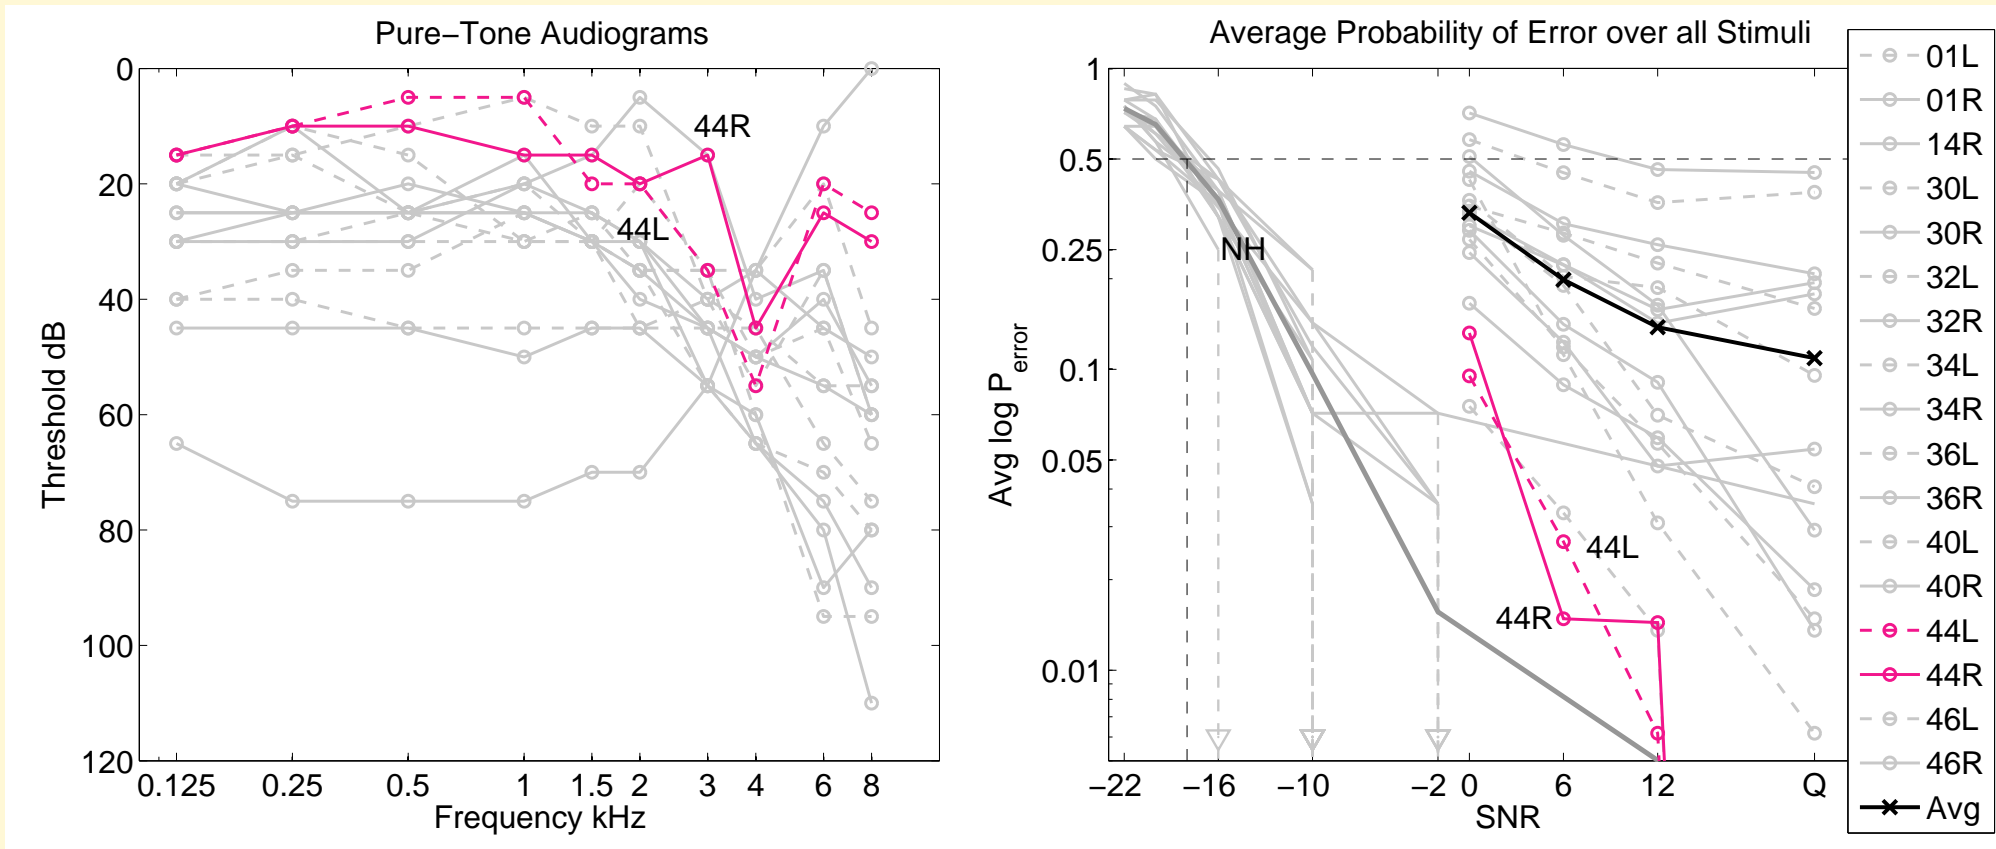 Pure−Tone Audiograms
0
20
40
60
80
100
120
Threshold dB
0.125 0.25 0.5 1 1.5 2 3 4 6 8
Frequency kHz
44R
44L
Average Probability of Error over all Stimuli
1
0.5
0.25
0.1
0.05
0.01
Avg log Perror
−22 −16 −10 −2 0 6 12 Q
SNR
NH
44L
44R
01L
01R
14R
30L
30R
32L
32R
34L
34R
36L
36R
40L
40R
44L
44R
46L
46R
Avg